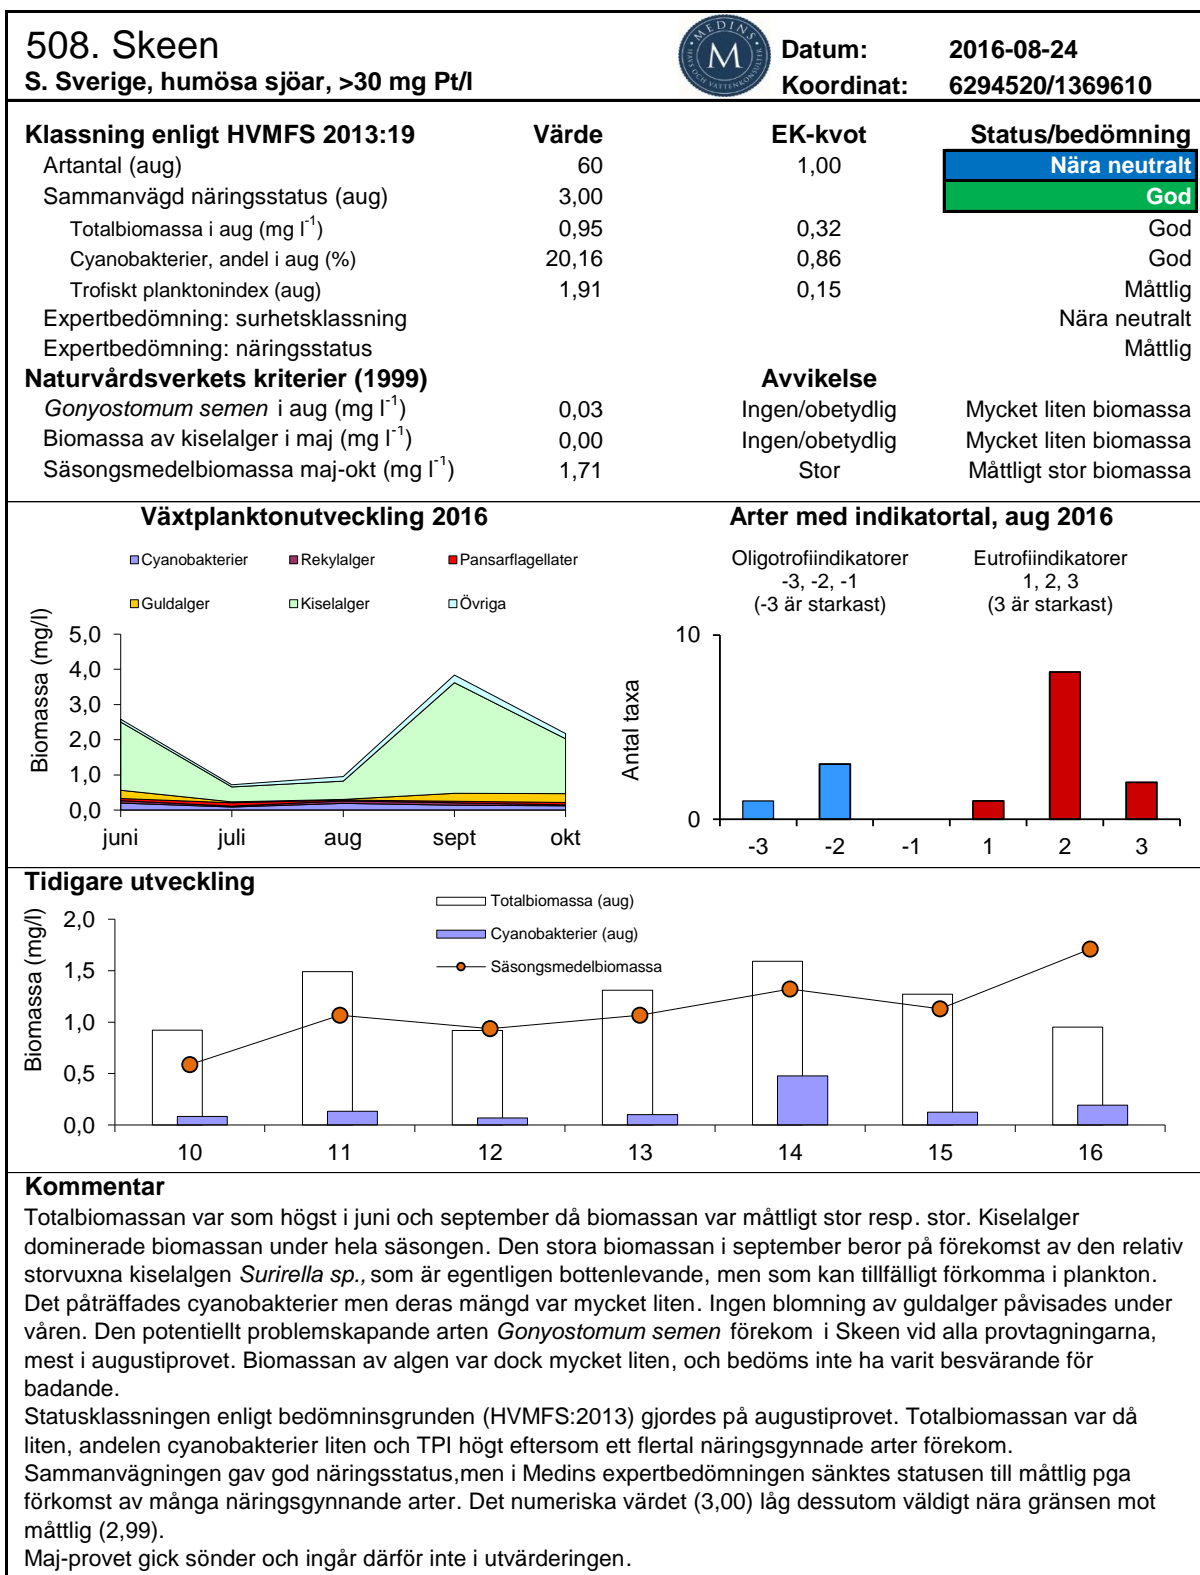 508. Skeen
S. Sverige, humösa sjöar, >30 mg Pt/l
MEDINS
M
HAVS OCH VATTENKONSULTER
Datum: 2016-08-24
Koordinat: 6294520/1369610
Klassning enligt HVMFS 2013:19 Värde EK-kvot Status/bedömning
Artantal (aug) 60 1,00 Nära neutralt
Sammanvägd näringsstatus (aug) 3,00 God
Totalbiomassa i aug (mg l-1) 0,95 0,32 God
Cyanobakterier, andel i aug (%) 20,16 0,86 God
Trofiskt planktonindex (aug) 1,91 0,15 Måttlig
Expertbedömning: surhetsklassning Nära neutralt
Expertbedömning: näringsstatus Måttlig
Naturvårdsverkets kriterier (1999) Avvikelse
Gonyostomum semen i aug (mg l-1) 0,03 Ingen/obetydlig Mycket liten biomassa
Biomassa av kiselalger i maj (mg l-1) 0,00 Ingen/obetydlig Mycket liten biomassa
Säsongsmedelbiomassa maj-okt (mg l-1) 1,71 Stor Måttligt stor biomassa
Växtplanktonutveckling 2016
Cyanobakterier Rekylalger Pansarflagellater
Guldalger Kiselalger Övriga
Biomassa (mg/l)
5,0
4,0
3,0
2,0
1,0
0,0
juni juli aug sept okt
Arter med indikatortal, aug 2016
Oligotrofiindikatorer Eutrofiindikatorer
-3, -2, -1 1, 2, 3
(-3 är starkast) (3 är starkast)
Antal taxa
10
0
-3 -2 -1 1 2 3
Tidigare utveckling
Totalbiomassa (aug)
Cyanobakterier (aug)
Säsongsmedelbiomassa
Biomassa (mg/l)
2,0
1,5
1,0
0,5
0,0
10 11 12 13 14 15 16
Kommentar
Totalbiomassan var som högst i juni och september då biomassan var måttligt stor resp. stor. Kiselalger
dominerade biomassan under hela säsongen. Den stora biomassan i september beror på förekomst av den relativ
storvuxna kiselalgen Surirella sp., som är egentligen bottenlevande, men som kan tillfälligt förkomma i plankton.
Det påträffades cyanobakterier men deras mängd var mycket liten. Ingen blomning av guldalger påvisades under
våren. Den potentiellt problemskapande arten Gonyostomum semen förekom i Skeen vid alla provtagningarna,
mest i augustiprovet. Biomassan av algen var dock mycket liten, och bedöms inte ha varit besvärande för
badande.
Statusklassningen enligt bedömninsgrunden (HVMFS:2013) gjordes på augustiprovet. Totalbiomassan var då
liten, andelen cyanobakterier liten och TPI högt eftersom ett flertal näringsgynnade arter förekom.
Sammanvägningen gav god näringsstatus,men i Medins expertbedömningen sänktes statusen till måttlig pga
förkomst av många näringsgynnande arter. Det numeriska värdet (3,00) låg dessutom väldigt nära gränsen mot
måttlig (2,99).
Maj-provet gick sönder och ingår därför inte i utvärderingen.